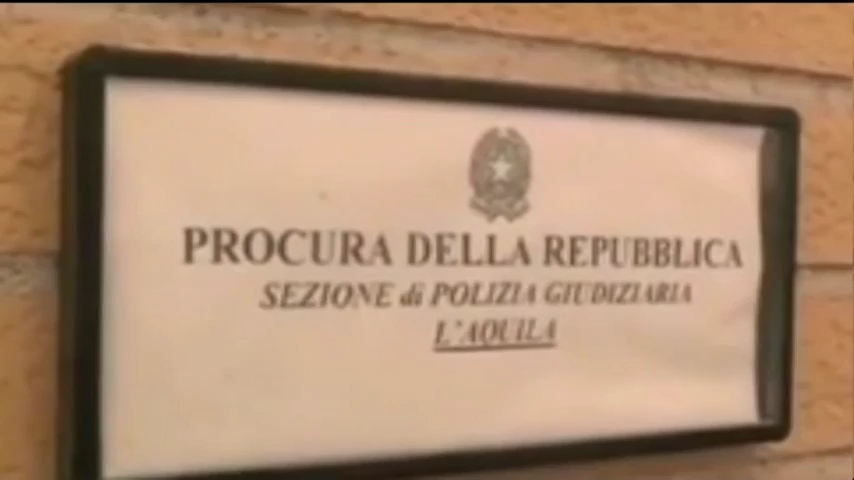 PROCURA DELLA REPUBBLICA
SEZIONE di POLIZIA GIUDIZIARIA
L'AQUILA